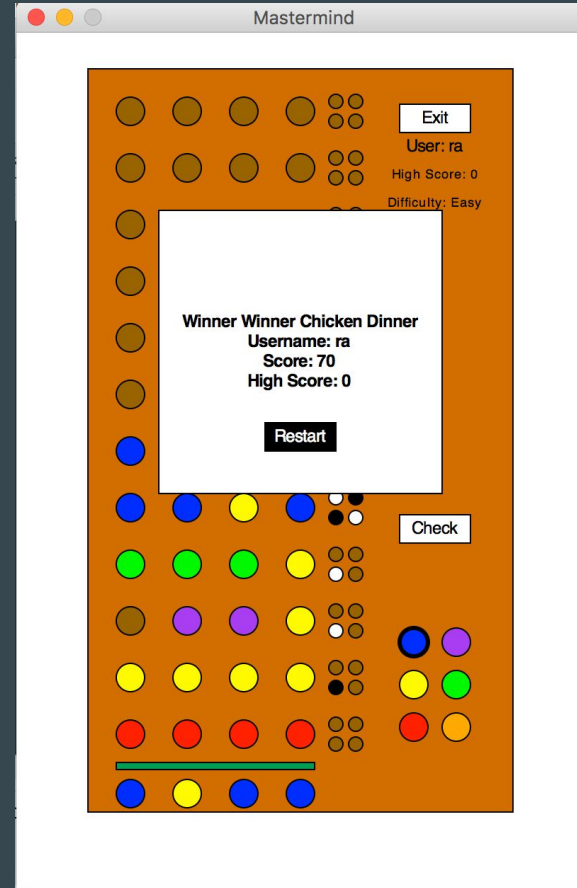 Mastermind
Exit
User: ra
High Score: 0
Difficulty: Easy
Winner Winner Chicken Dinner
Username: ra
Score: 70
High Score: 0
Restart
Check